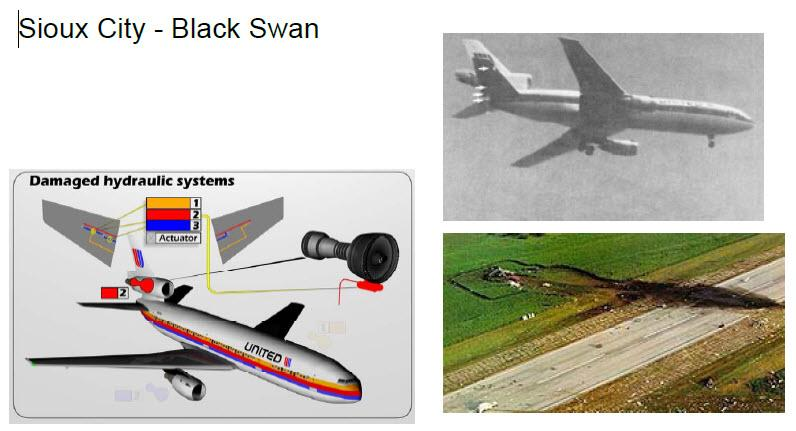 Sioux City - Black Swan
Damaged hydraulic systems
1
2
3
Actuator
2
UNITED